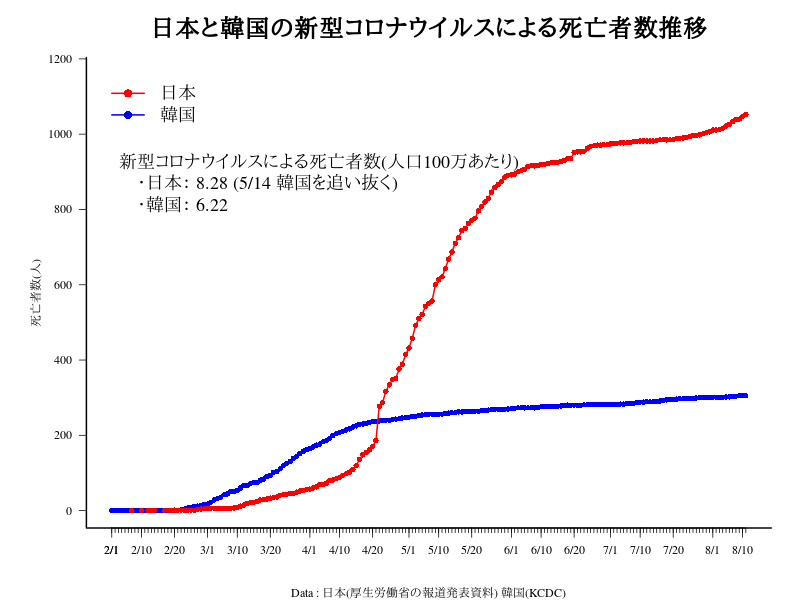 日本と韓国の新型コロナウイルスによる死亡者数推移
日本
韓国
新型コロナウイルスによる死亡者数(人口100万あたり)
・日本： 8.28 (5/14 韓国を追い抜く)
・韓国： 6.22
死亡者数(人)
1200
1000
800
600
400
200
0
2/1 2/10 2/20 3/1 3/10 3/20 4/1 4/10 4/20 5/1 5/10 5/20 6/1 6/10 6/20 7/1 7/10 7/20 8/1 8/10
Data : 日本(厚生労働省の報道発表資料) 韓国(KCDC)